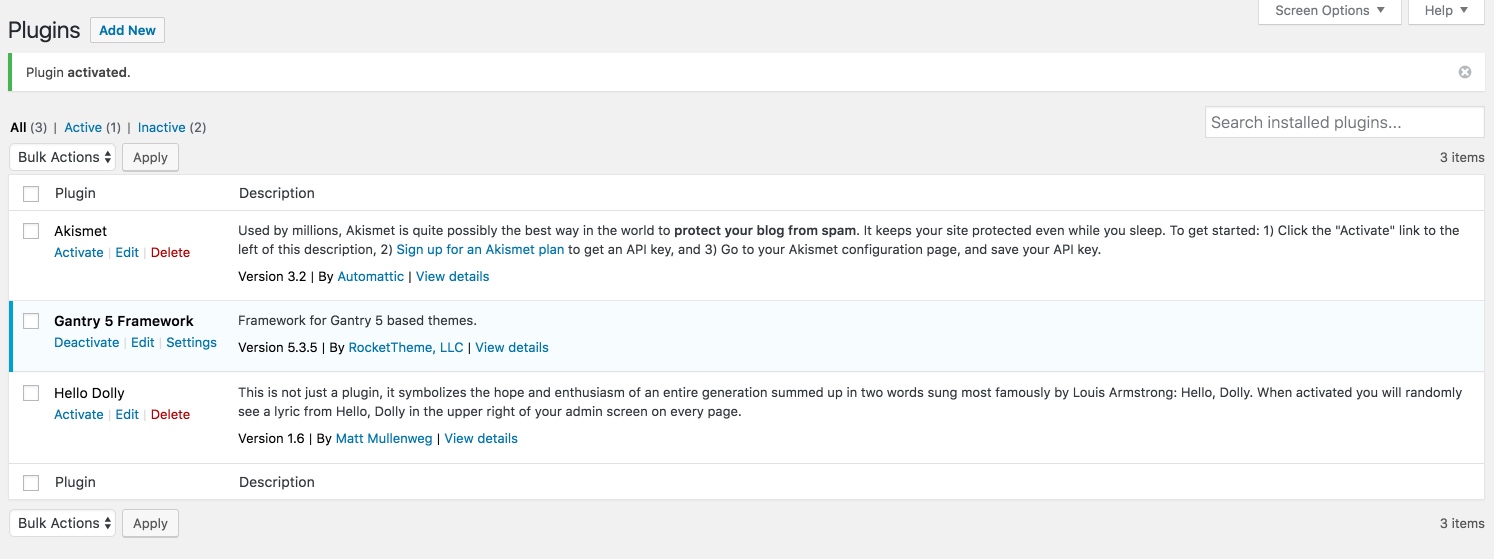 Screen Options Help
Plugins Add New
Plugin activated.
All (3) | Active (1) | Inactive (2)
Search installed plugins...
Bulk Actions Apply
3 items
Plugin Description
Akismet
Activate | Edit | Delete
Used by millions, Akismet is quite possibly the best way in the world to protect your blog from spam. It keeps your site protected even while you sleep. To get started: 1) Click the "Activate" link to the
left of this description, 2) Sign up for an Akismet plan to get an API key, and 3) Go to your Akismet configuration page, and save your API key.
Version 3.2 | By Automattic | View details
Gantry 5 Framework
Deactivate | Edit | Settings
Framework for Gantry 5 based themes.
Version 5.3.5 | By RocketTheme, LLC | View details
Hello Dolly
Activate | Edit | Delete
This is not just a plugin, it symbolizes the hope and enthusiasm of an entire generation summed up in two words sung most famously by Louis Armstrong: Hello, Dolly. When activated you will randomly
see a lyric from Hello, Dolly in the upper right of your admin screen on every page.
Version 1.6 | By Matt Mullenweg | View details
Plugin Description
Bulk Actions Apply
3 items